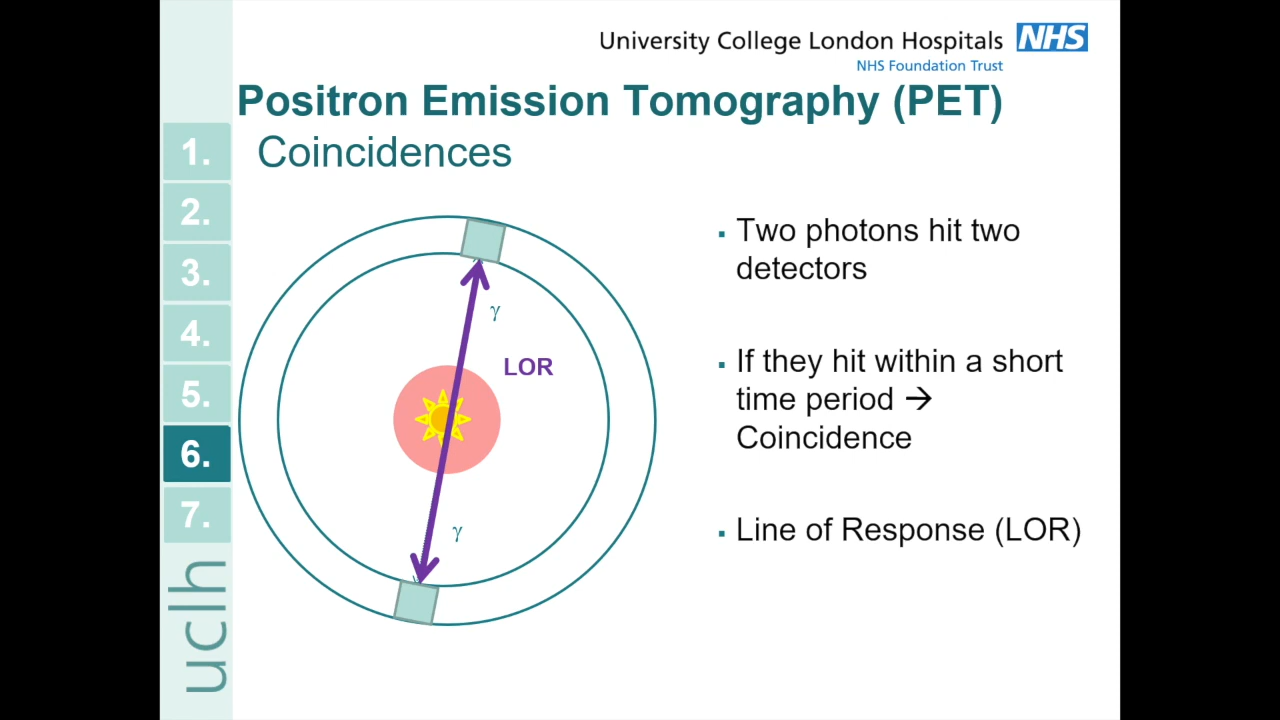 University College London Hospitals NHS
NHS Foundation Trust
Positron Emission Tomography (PET)
Coincidences
1.
2.
3.
4.
5.
6.
7.
uclh
γ
LOR
γ
▪ Two photons hit two
detectors
▪ If they hit within a short
time period →
Coincidence
▪ Line of Response (LOR)